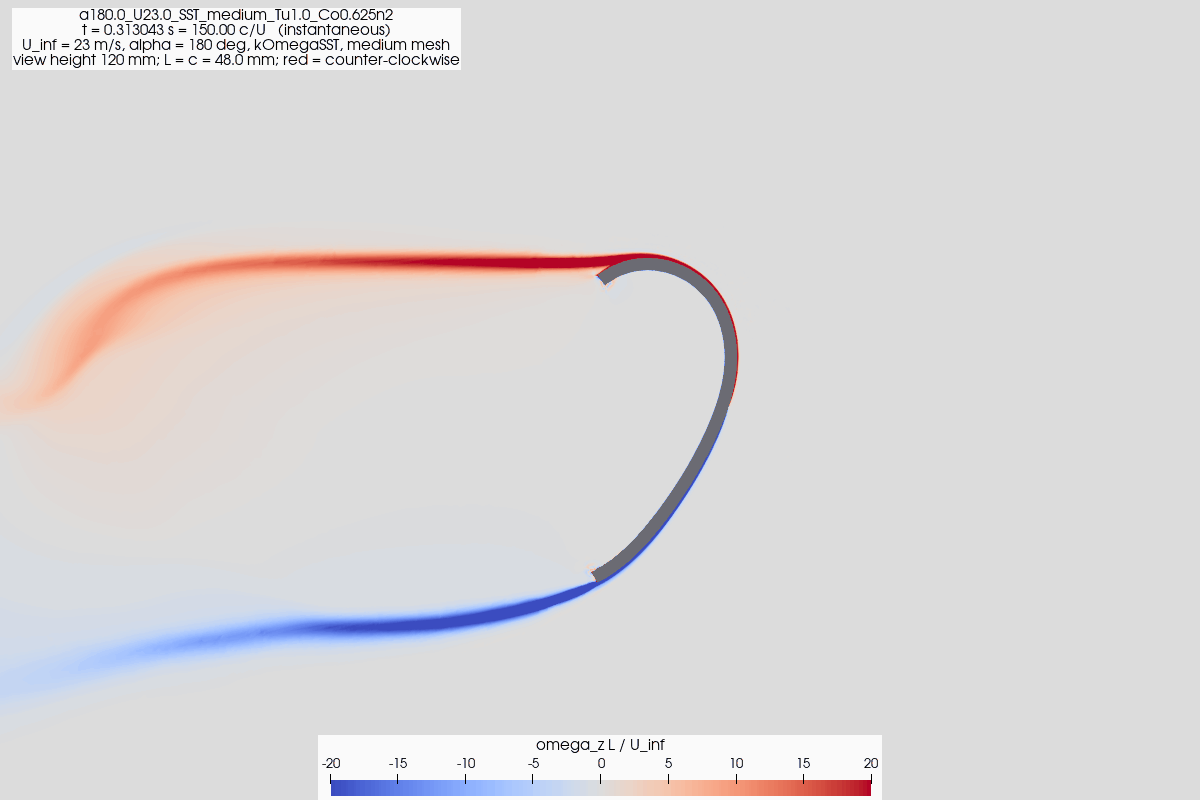 a180.0_U23.0_SST_medium_Tu1.0_Co0.625n2
t = 0.313043 s = 150.00 c/U (instantaneous)
U_inf = 23 m/s, alpha = 180 deg, kOmegaSST, medium mesh
view height 120 mm; L = c = 48.0 mm; red = counter-clockwise
omega_z L / U_inf
-20 -15 -10 -5 0 5 10 15 20